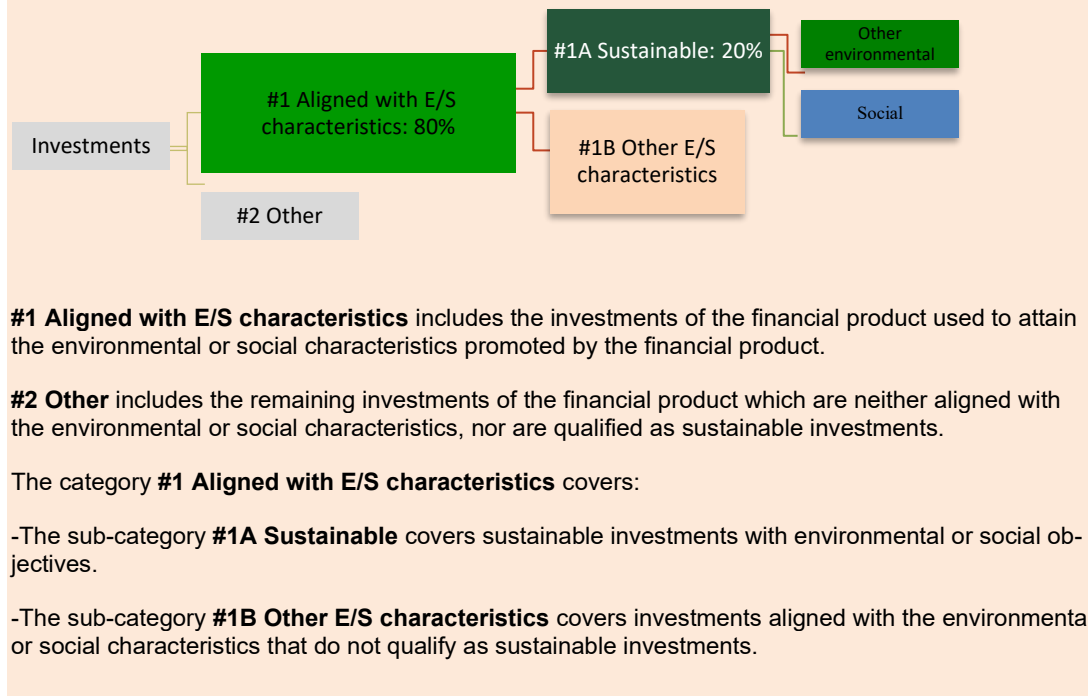 Investments
#1 Aligned with E/S
characteristics: 80%
#2 Other
#1A Sustainable: 20%
#1B Other E/S
characteristics
Other
environmental
Social
#1 Aligned with E/S characteristics includes the investments of the financial product used to attain
the environmental or social characteristics promoted by the financial product.
#2 Other includes the remaining investments of the financial product which are neither aligned with
the environmental or social characteristics, nor are qualified as sustainable investments.
The category #1 Aligned with E/S characteristics covers:
-The sub-category #1A Sustainable covers sustainable investments with environmental or social ob-
jectives.
-The sub-category #1B Other E/S characteristics covers investments aligned with the environmenta
or social characteristics that do not qualify as sustainable investments.